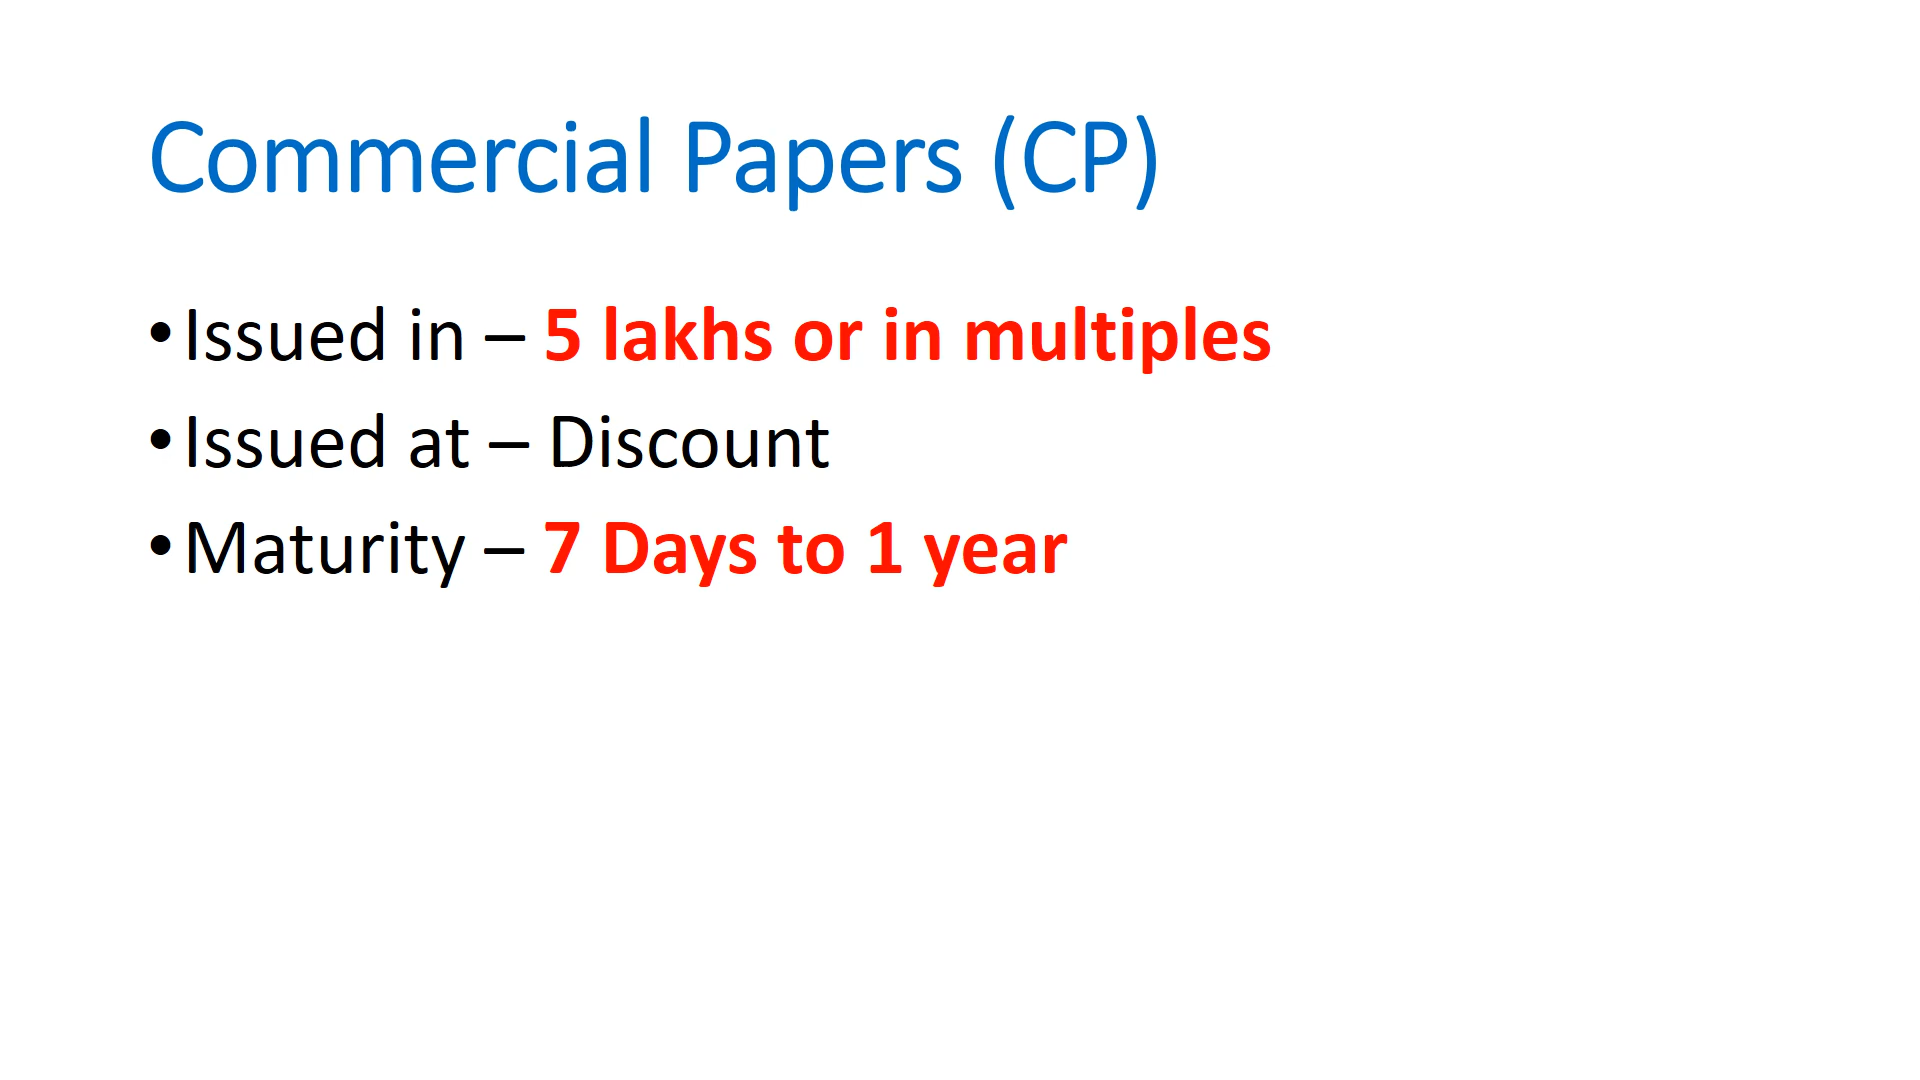 Commercial Papers (CP)
•Issued in – 5 lakhs or in multiples
•Issued at – Discount
•Maturity – 7 Days to 1 year